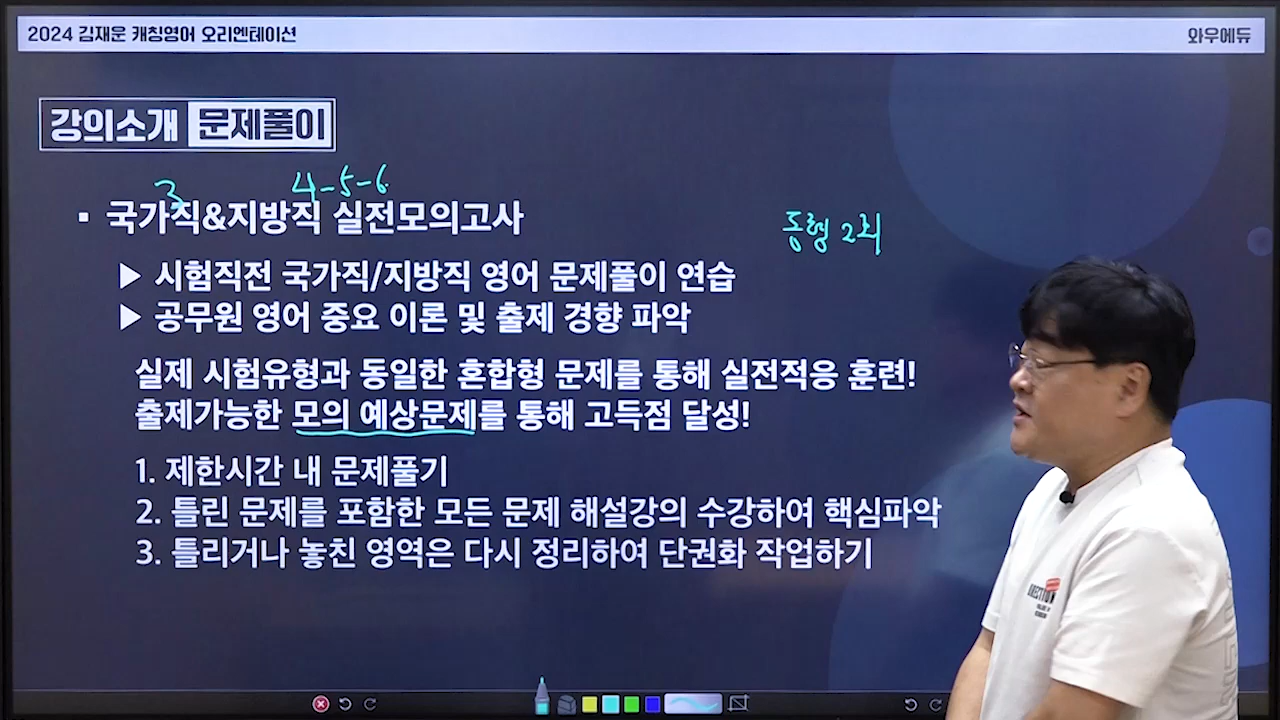 2024 김재운 캐칭영어 오리엔테이션
와우에듀
강의소개 문제풀이
3 4-5-6
▪ 국가직&지방직 실전모의고사
동형 2회
▶ 시험직전 국가직/지방직 영어 문제풀이 연습
▶ 공무원 영어 중요 이론 및 출제 경향 파악
실제 시험유형과 동일한 혼합형 문제를 통해 실전적응 훈련!
출제가능한 모의 예상문제를 통해 고득점 달성!
1. 제한시간 내 문제풀기
2. 틀린 문제를 포함한 모든 문제 해설강의 수강하여 핵심파악
3. 틀리거나 놓친 영역은 다시 정리하여 단권화 작업하기